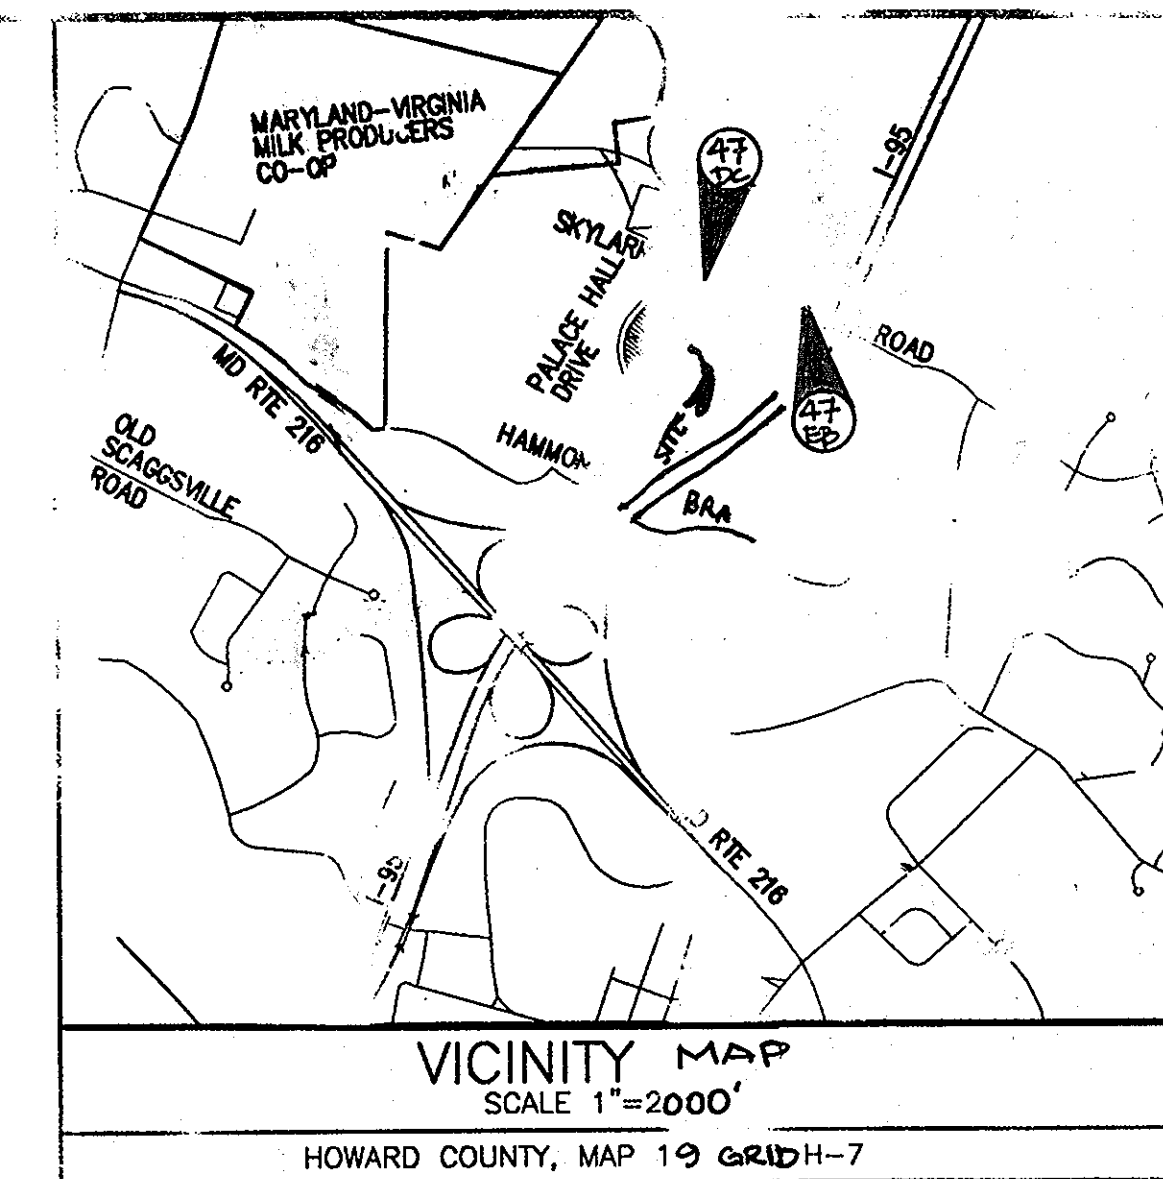 MARYLAND-VIRGINIA
MILK PRODUCERS
CO-OP
47
DC
I-95
SKYLARK
PALACE HALL
DRIVE
ROAD
MD RTE 216
OLD
SCAGGSVILLE
ROAD
HAMMON
SITE
47
EB
BRA
I-95
RTE 216
VICINITY MAP
SCALE 1"=2000'
HOWARD COUNTY, MAP 19 GRID H-7